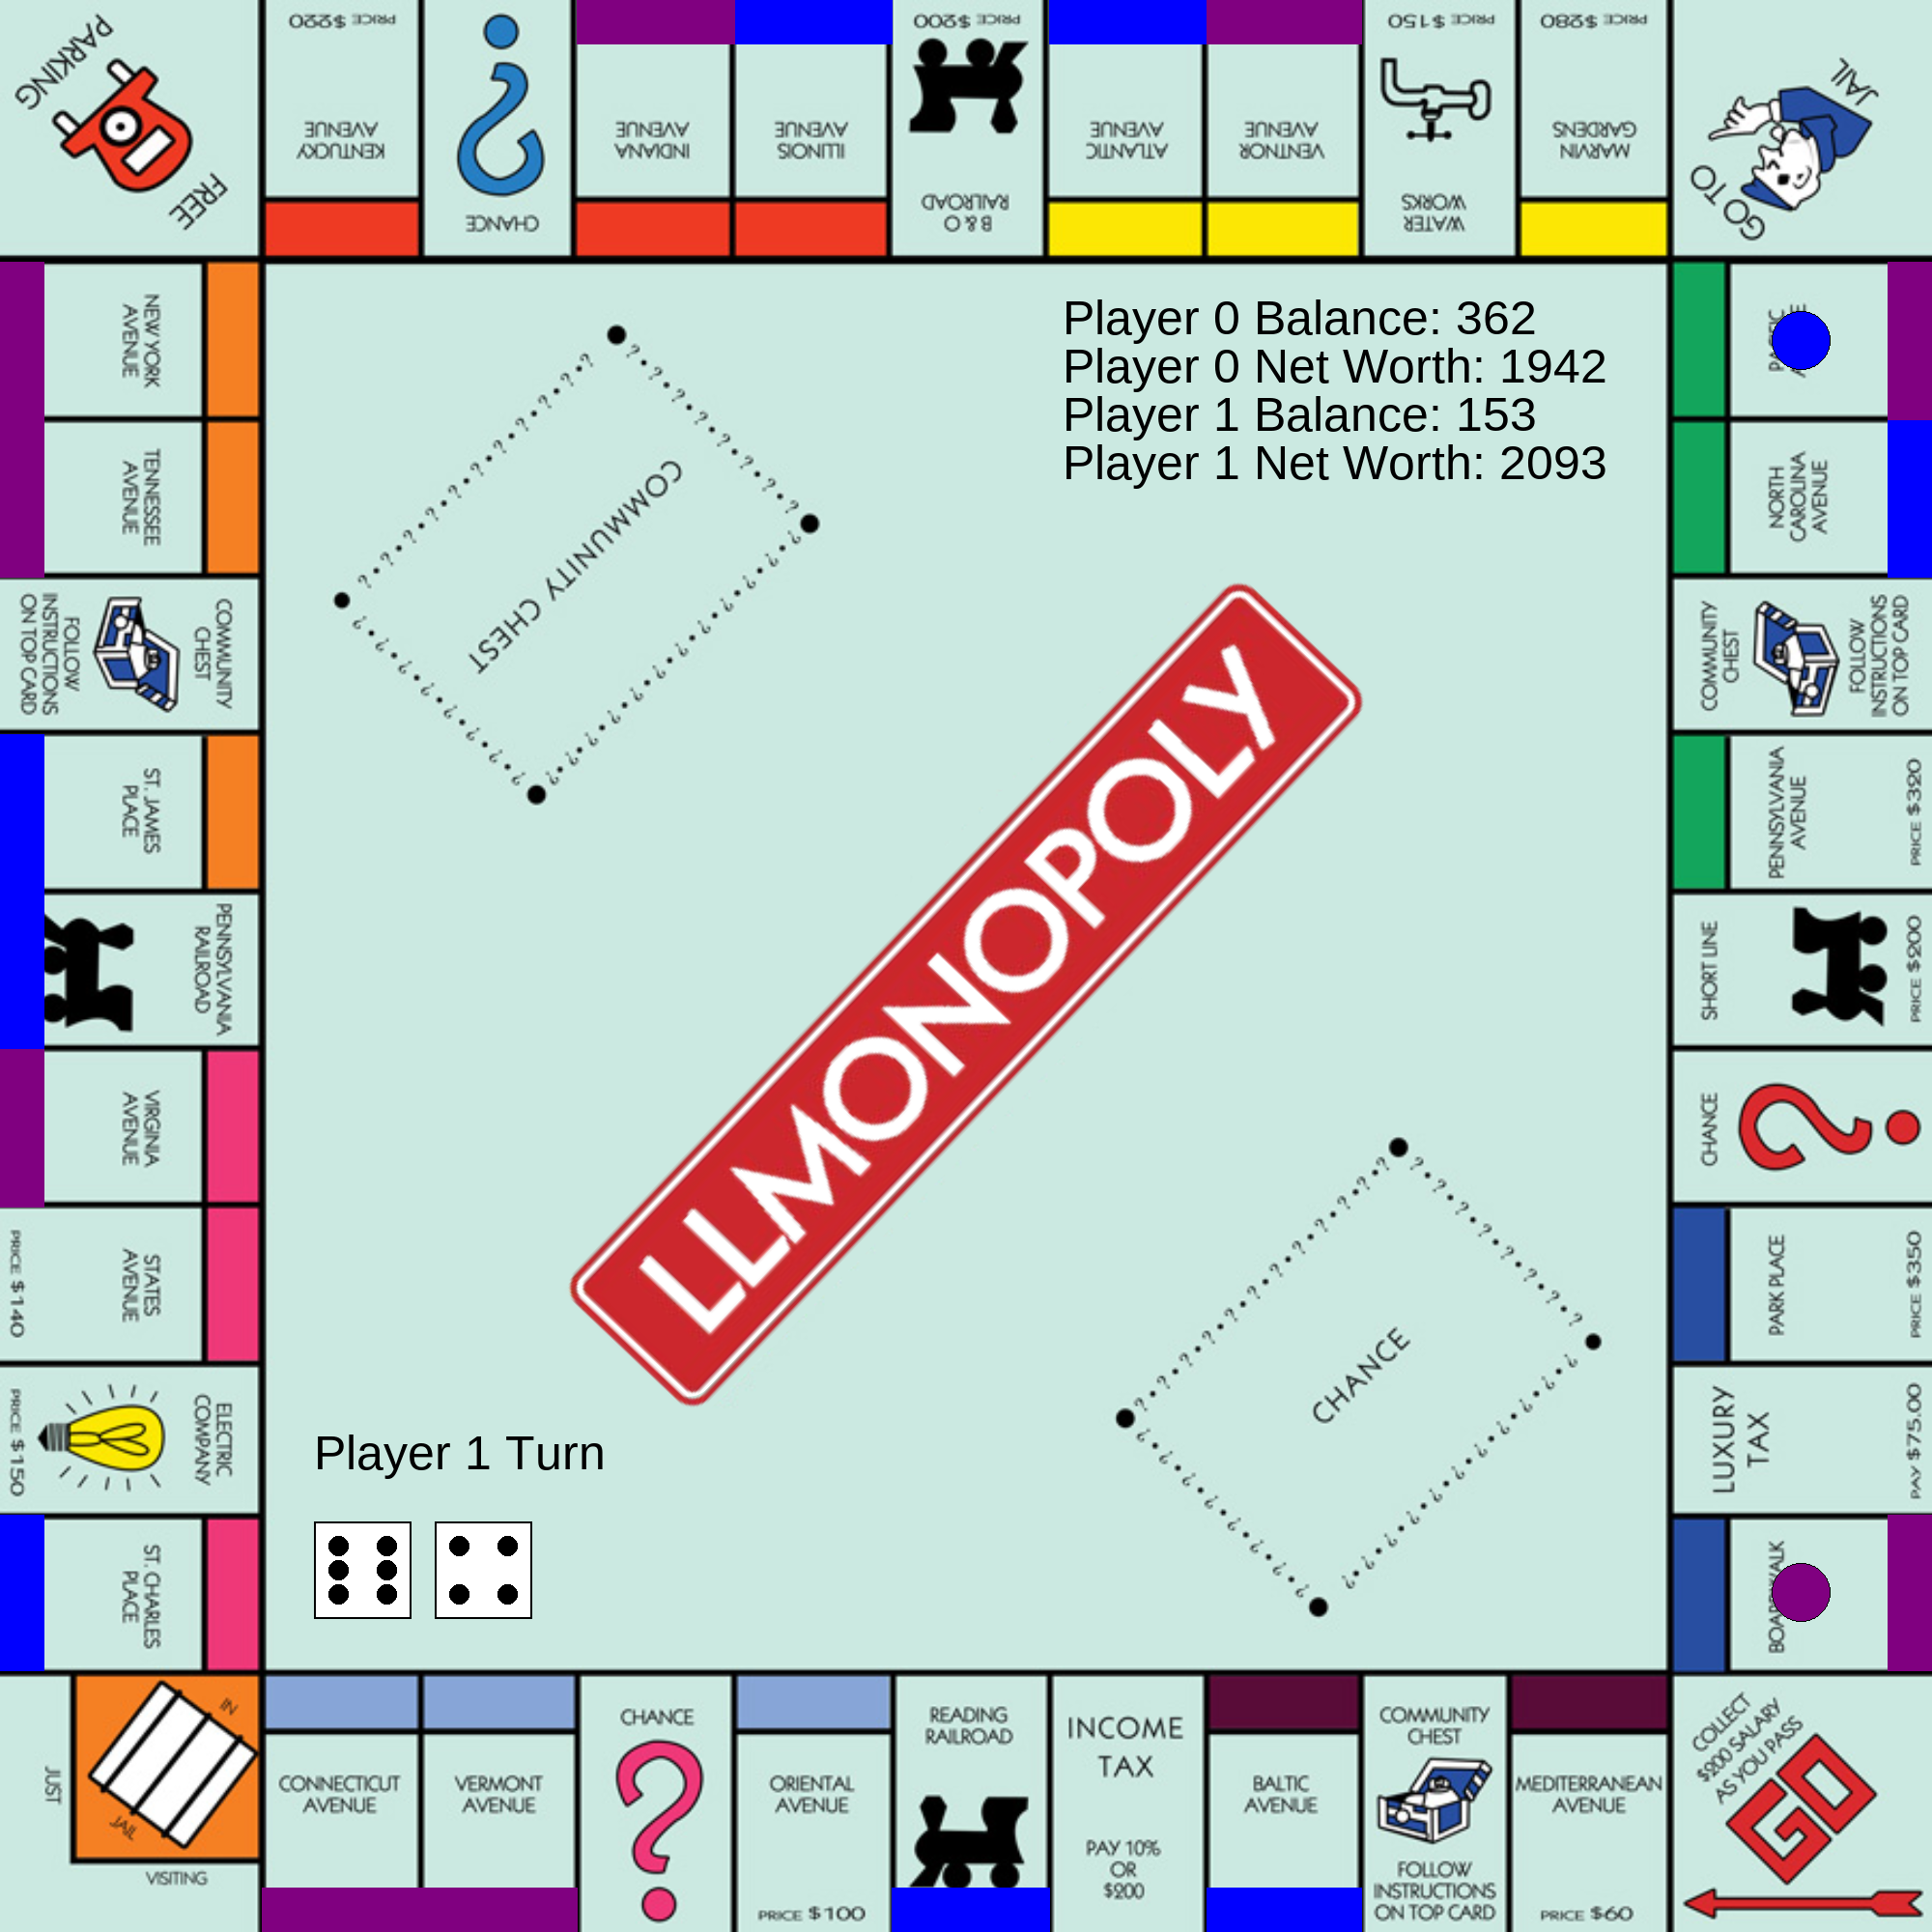 FREE
PARKING
PRICE $220
KENTUCKY
AVENUE
CHANCE
INDIANA
AVENUE
ILLINOIS
AVENUE
PRICE $200
B & O
RAILROAD
ATLANTIC
AVENUE
VENTNOR
AVENUE
PRICE $150
WATER
WORKS
PRICE $280
MARVIN
GARDENS
GO TO
JAIL
NEW YORK
AVENUE
TENNESSEE
AVENUE
COMMUNITY
CHEST
FOLLOW
INSTRUCTIONS
ON TOP CARD
ST. JAMES
PLACE
PENNSYLVANIA
RAILROAD
VIRGINIA
AVENUE
STATES
AVENUE
PRICE $140
ELECTRIC
COMPANY
PRICE $150
ST. CHARLES
PLACE
Player 0 Balance: 362
Player 0 Net Worth: 1942
Player 1 Balance: 153
Player 1 Net Worth: 2093
COMMUNITY CHEST
LLMONOPOLY
CHANCE
Player 1 Turn
NORTH
CAROLINA
AVENUE
COMMUNITY
CHEST
FOLLOW
INSTRUCTIONS
ON TOP CARD
PENNSYLVANIA
AVENUE
PRICE $320
SHORT LINE
PRICE $200
CHANCE
PARK PLACE
PRICE $350
LUXURY
TAX
PAY $75.00
BOARDWALK
IN
JAIL
JUST
VISITING
CONNECTICUT
AVENUE
VERMONT
AVENUE
CHANCE
ORIENTAL
AVENUE
PRICE $100
READING
RAILROAD
INCOME
TAX
PAY 10%
OR
$200
BALTIC
AVENUE
COMMUNITY
CHEST
FOLLOW
INSTRUCTIONS
ON TOP CARD
MEDITERRANEAN
AVENUE
PRICE $60
COLLECT
$200 SALARY
AS YOU PASS
GO